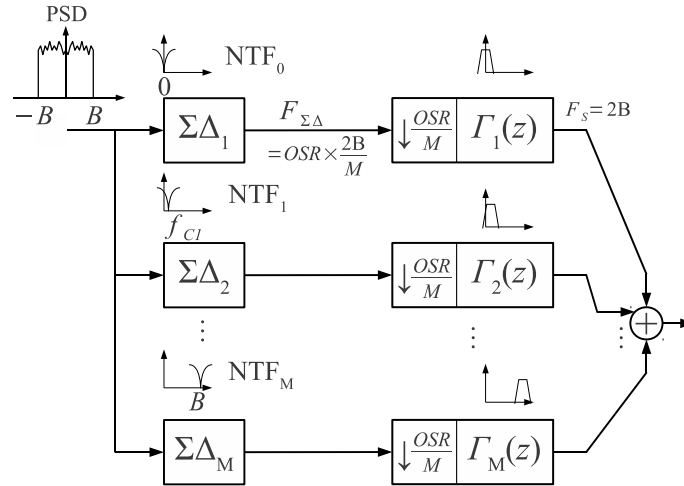 PSD
−B B
NTF0
0
ΣΔ1
FΣΔ
=OSR×2B/M
↓OSR/M Γ1(z)
FS=2B
NTF1
fC1
ΣΔ2
↓OSR/M Γ2(z)
⋮ ⋮ ⋮
NTFM
B
ΣΔM
↓OSR/M ΓM(z)
+